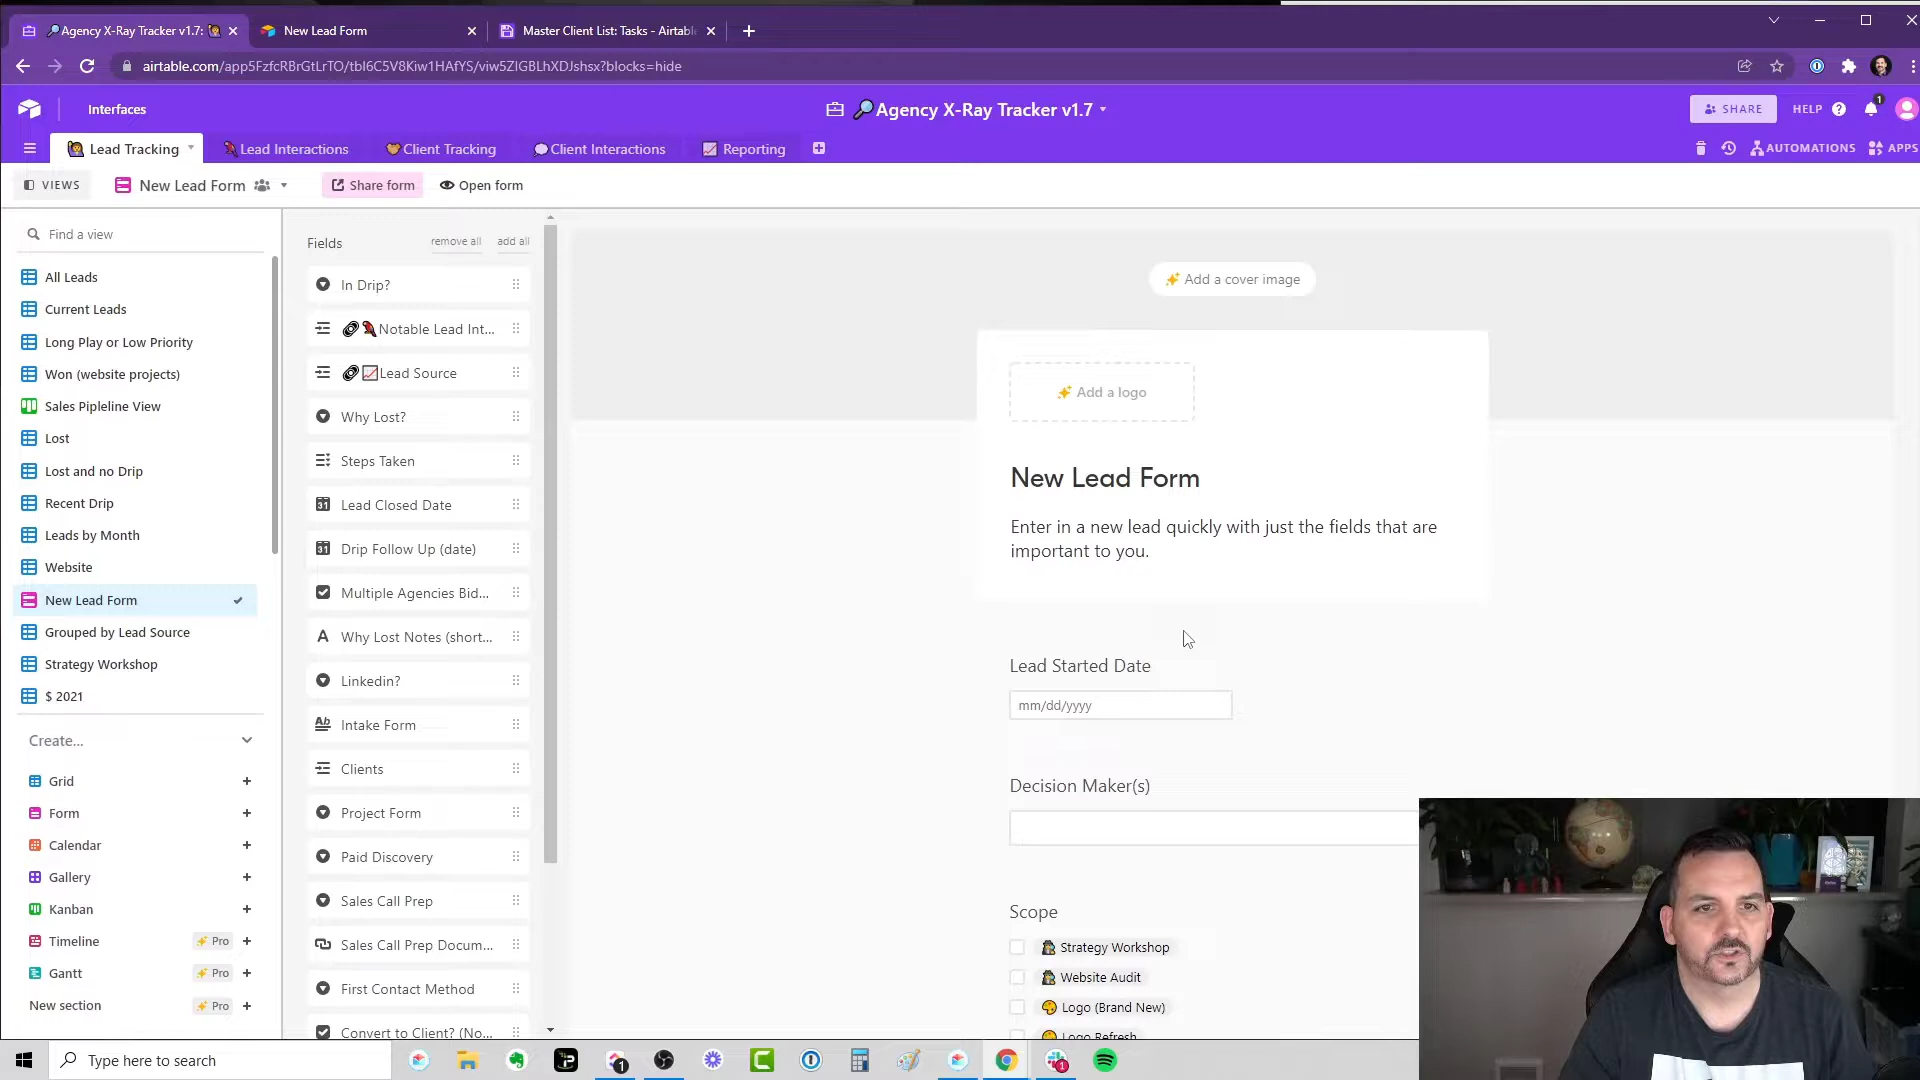 🔎Agency X-Ray Tracker v1.7:
New Lead Form
Master Client List: Tasks - Airtabl
airtable.com/app5FzfcRBrGtLrTO/tbl6C5V8Kiw1HAfYS/viw5ZIGBLhXDJshsx?blocks=hide
Interfaces
🔎Agency X-Ray Tracker v1.7
SHARE
HELP
1
Lead Tracking
Lead Interactions
Client Tracking
Client Interactions
Reporting
AUTOMATIONS
APPS
VIEWS
New Lead Form
Share form
Open form
Find a view
All Leads
Current Leads
Long Play or Low Priority
Won (website projects)
Sales Pipleline View
Lost
Lost and no Drip
Recent Drip
Leads by Month
Website
New Lead Form
Grouped by Lead Source
Strategy Workshop
$ 2021
Create...
Grid
Form
Calendar
Gallery
Kanban
Timeline Pro
Gantt Pro
New section Pro
Fields
remove all
add all
In Drip?
Notable Lead Int...
Lead Source
Why Lost?
Steps Taken
Lead Closed Date
Drip Follow Up (date)
Multiple Agencies Bid...
Why Lost Notes (short...
Linkedin?
Intake Form
Clients
Project Form
Paid Discovery
Sales Call Prep
Sales Call Prep Docum...
First Contact Method
Convert to Client? (No...
Add a cover image
Add a logo
New Lead Form
Enter in a new lead quickly with just the fields that are
important to you.
Lead Started Date
mm/dd/yyyy
Decision Maker(s)
Scope
Strategy Workshop
Website Audit
Logo (Brand New)
Logo Refresh
Type here to search
1
1